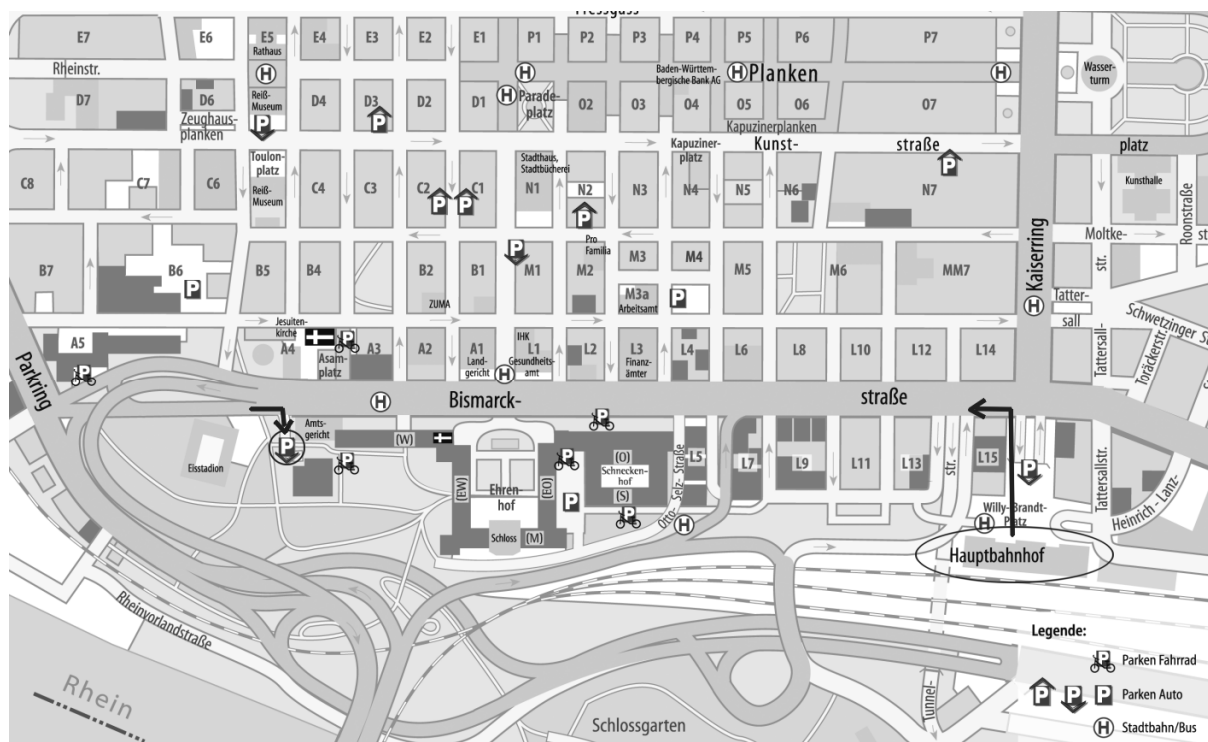 Pressgass
E7
E6
E5
Rathaus
E4
E3
E2
E1
P1
P2
P3
P4
P5
P6
P7
Rheinstr.
H
H
Baden-Württem-
bergische Bank AG
H
Planken
H
Wasser-
turm
D7
D6
Reiß-
Museum
D4
D3
D2
D1
H
Parade-
platz
O2
O3
O4
O5
O6
O7
Zeughaus-
planken
P
P
Kapuzinerplanken
Toulon-
platz
Stadthaus,
Stadtbücherei
Kapuziner-
platz
Kunst-
straße
platz
P
C8
C7
C6
Reiß-
Museum
C4
C3
C2
C1
N1
N2
N3
N4
N5
N6
N7
Kunsthalle
Roonstraße
P
P
P
Moltke-
str.
B7
B6
P
B5
B4
B2
B1
P
M1
Pro
Familia
M2
M3
M4
M5
M6
MM7
Kaiserring
ZUMA
M3a
Arbeitsamt
P
H
Tatter-
sall
Schwetzinger
Jesuiten-
kirche
A5
A4
Asam-
platz
P
A3
A2
A1
Land-
gericht
IHK
L1
Gesundheits-
amt
H
L2
L3
Finanz-
ämter
L4
L6
L8
L10
L12
L14
Tattersall-
Toräckerstr.
Parkring
P
H
Bismarck-
straße
Eisstadion
P
Amts-
gericht
P
(W)
(EW)
Ehren-
hof
Schloss
(M)
(EO)
P
P
P
(O)
Schnecken-
hof
(S)
P
Otto-
Selz-
Straße
H
L5
L7
L9
L11
L13
str.
L15
P
Tattersallstr.
Heinrich-Lanz-
H
Willy-Brandt-
Platz
Hauptbahnhof
Rheinvorlandstraße
Rhein
Schlossgarten
Tunnel-
Legende:
P Parken Fahrrad
P P P Parken Auto
H Stadtbahn/Bus